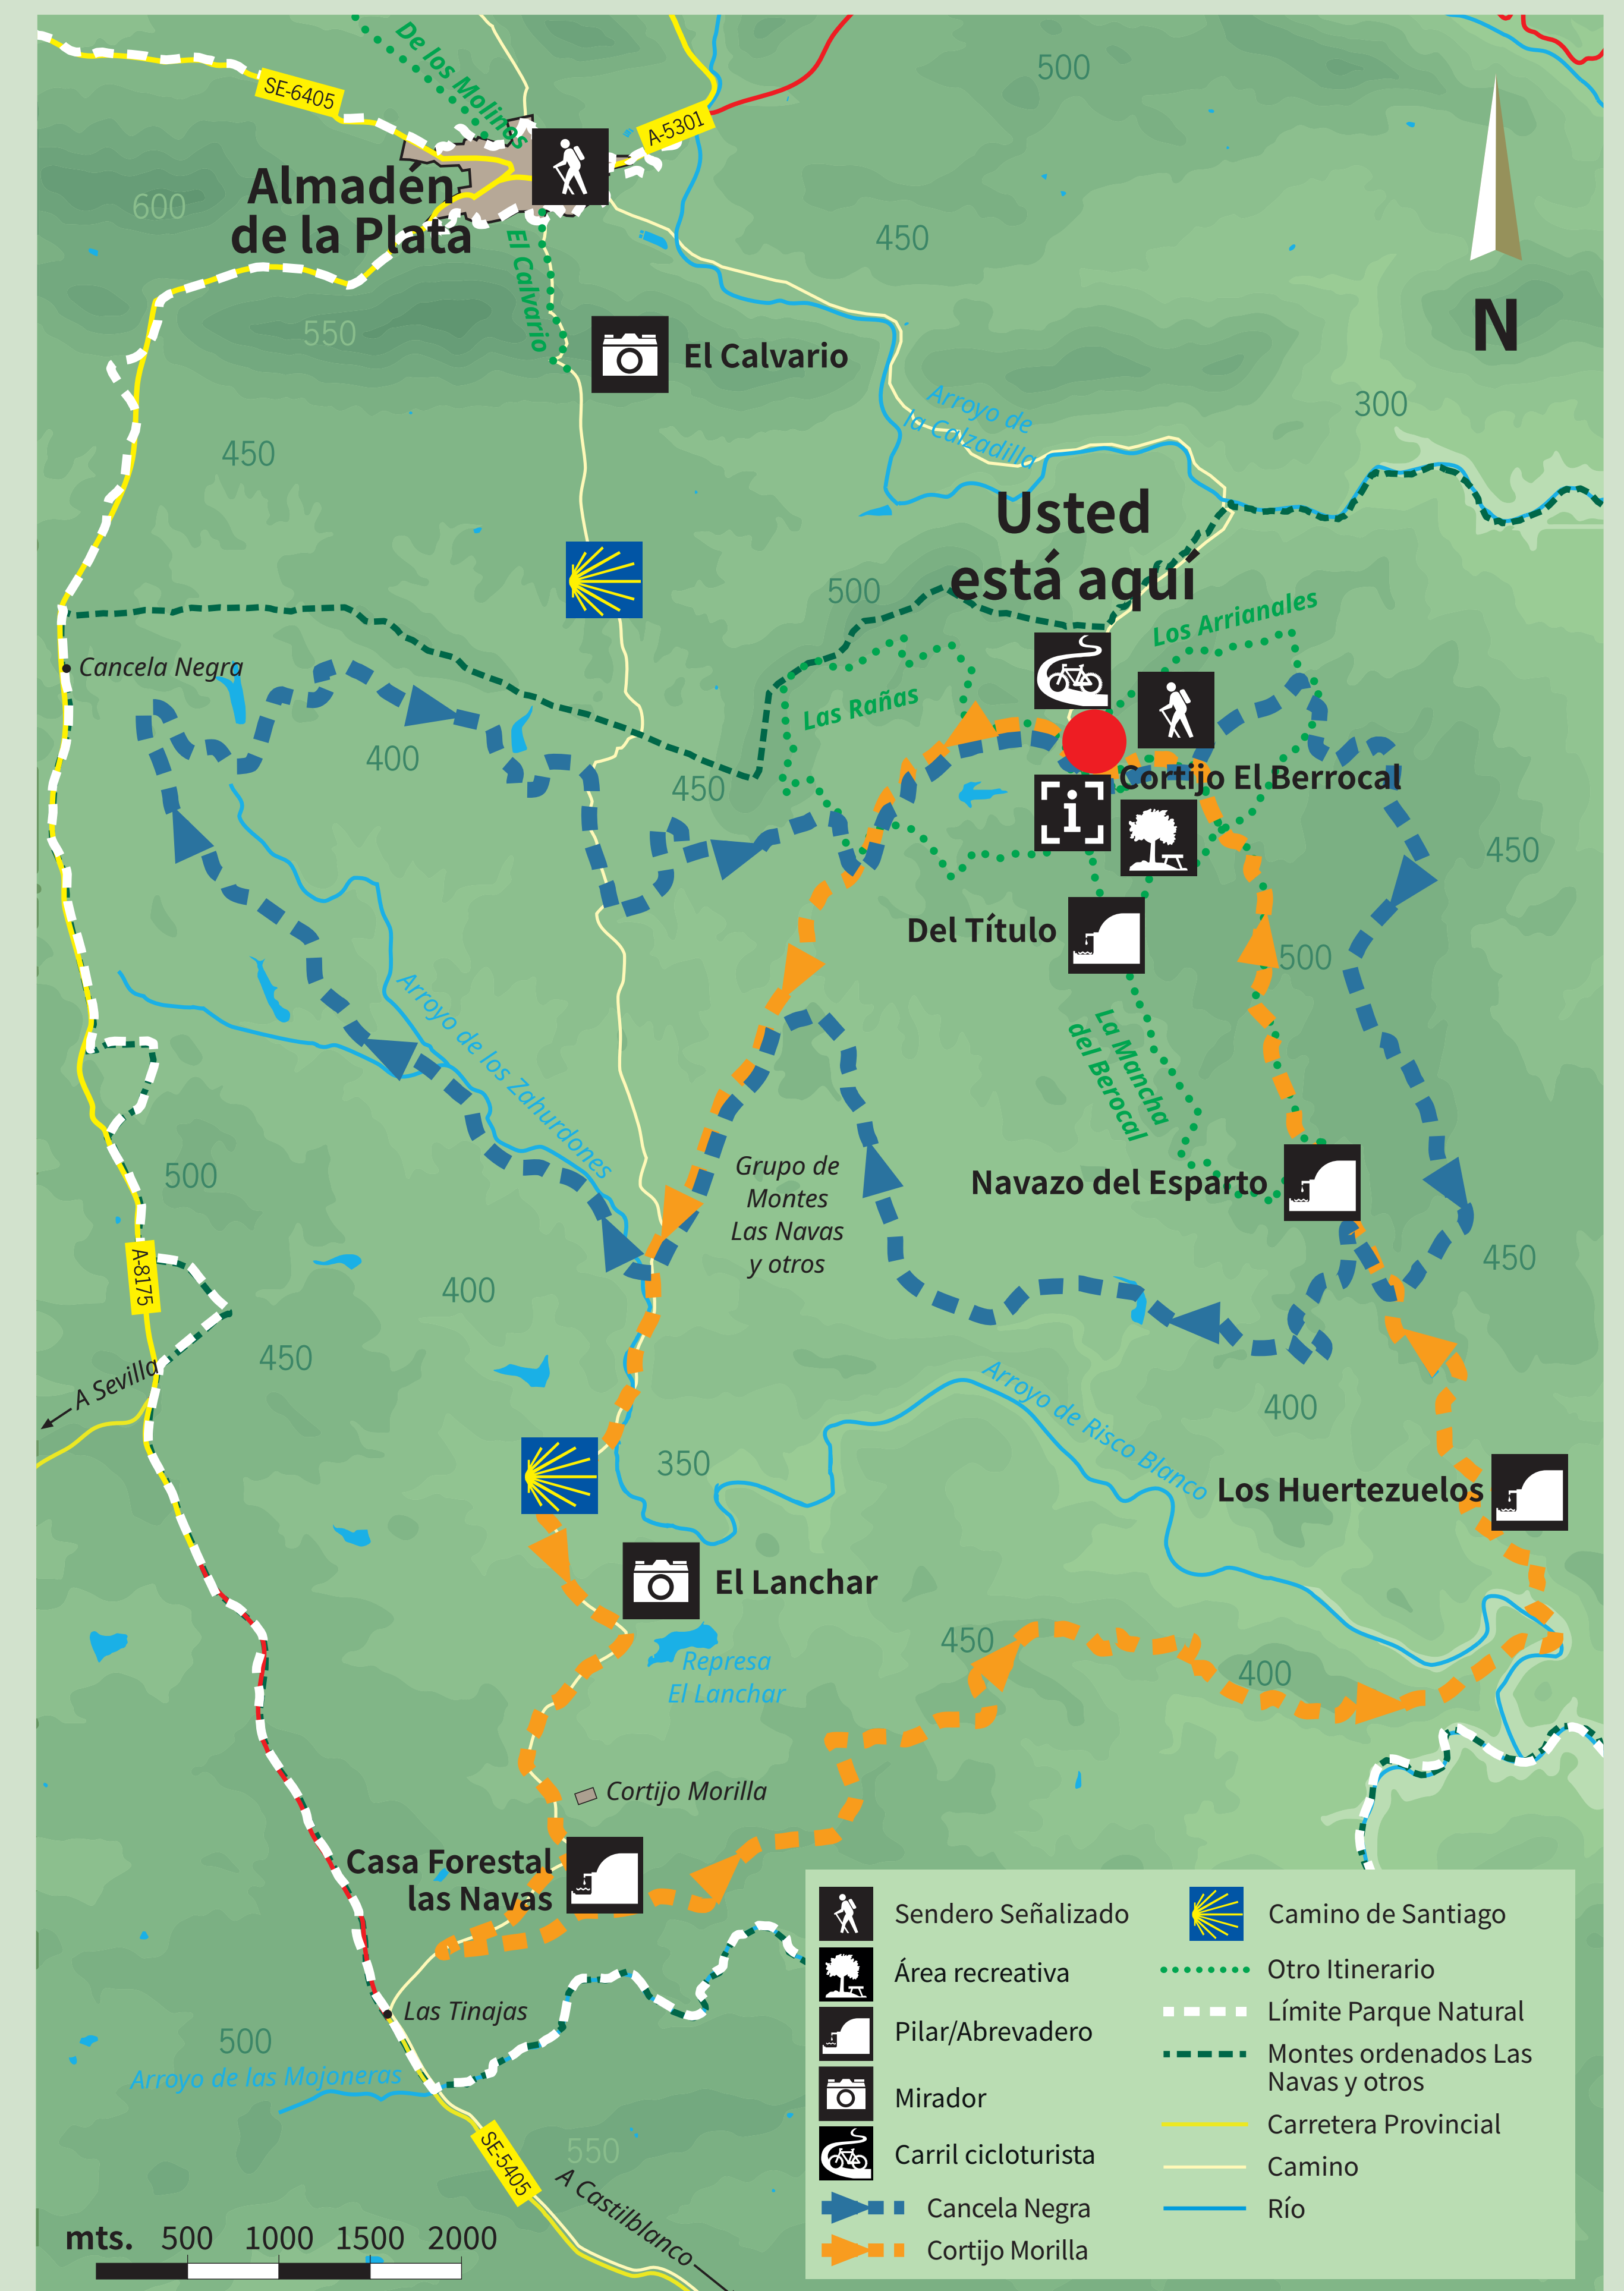 De los Molinos
SE-6405
A-5301
500
Almadén
de la Plata
600
El Calvario
450
550
El Calvario
N
300
450
Arroyo de
la Calzadilla
Usted
está aquí
500
Los Arrianales
Cancela Negra
Las Rañas
400
450
Cortijo El Berrocal
450
Del Título
500
Arroyo de los Zahurdones
La Mancha
del Berocal
500
Grupo de
Montes
Las Navas
y otros
Navazo del Esparto
A-8175
400
450
450
A Sevilla
400
Arroyo de Risco Blanco
350
Los Huertezuelos
El Lanchar
450
Represa
El Lanchar
400
Cortijo Morilla
Casa Forestal
las Navas
Las Tinajas
500
Arroyo de las Mojoneras
SE-5405
550
A Castilblanco
mts. 500 1000 1500 2000
Sendero Señalizado
Área recreativa
Pilar/Abrevadero
Mirador
Carril cicloturista
Cancela Negra
Cortijo Morilla
Camino de Santiago
Otro Itinerario
Límite Parque Natural
Montes ordenados Las
Navas y otros
Carretera Provincial
Camino
Río